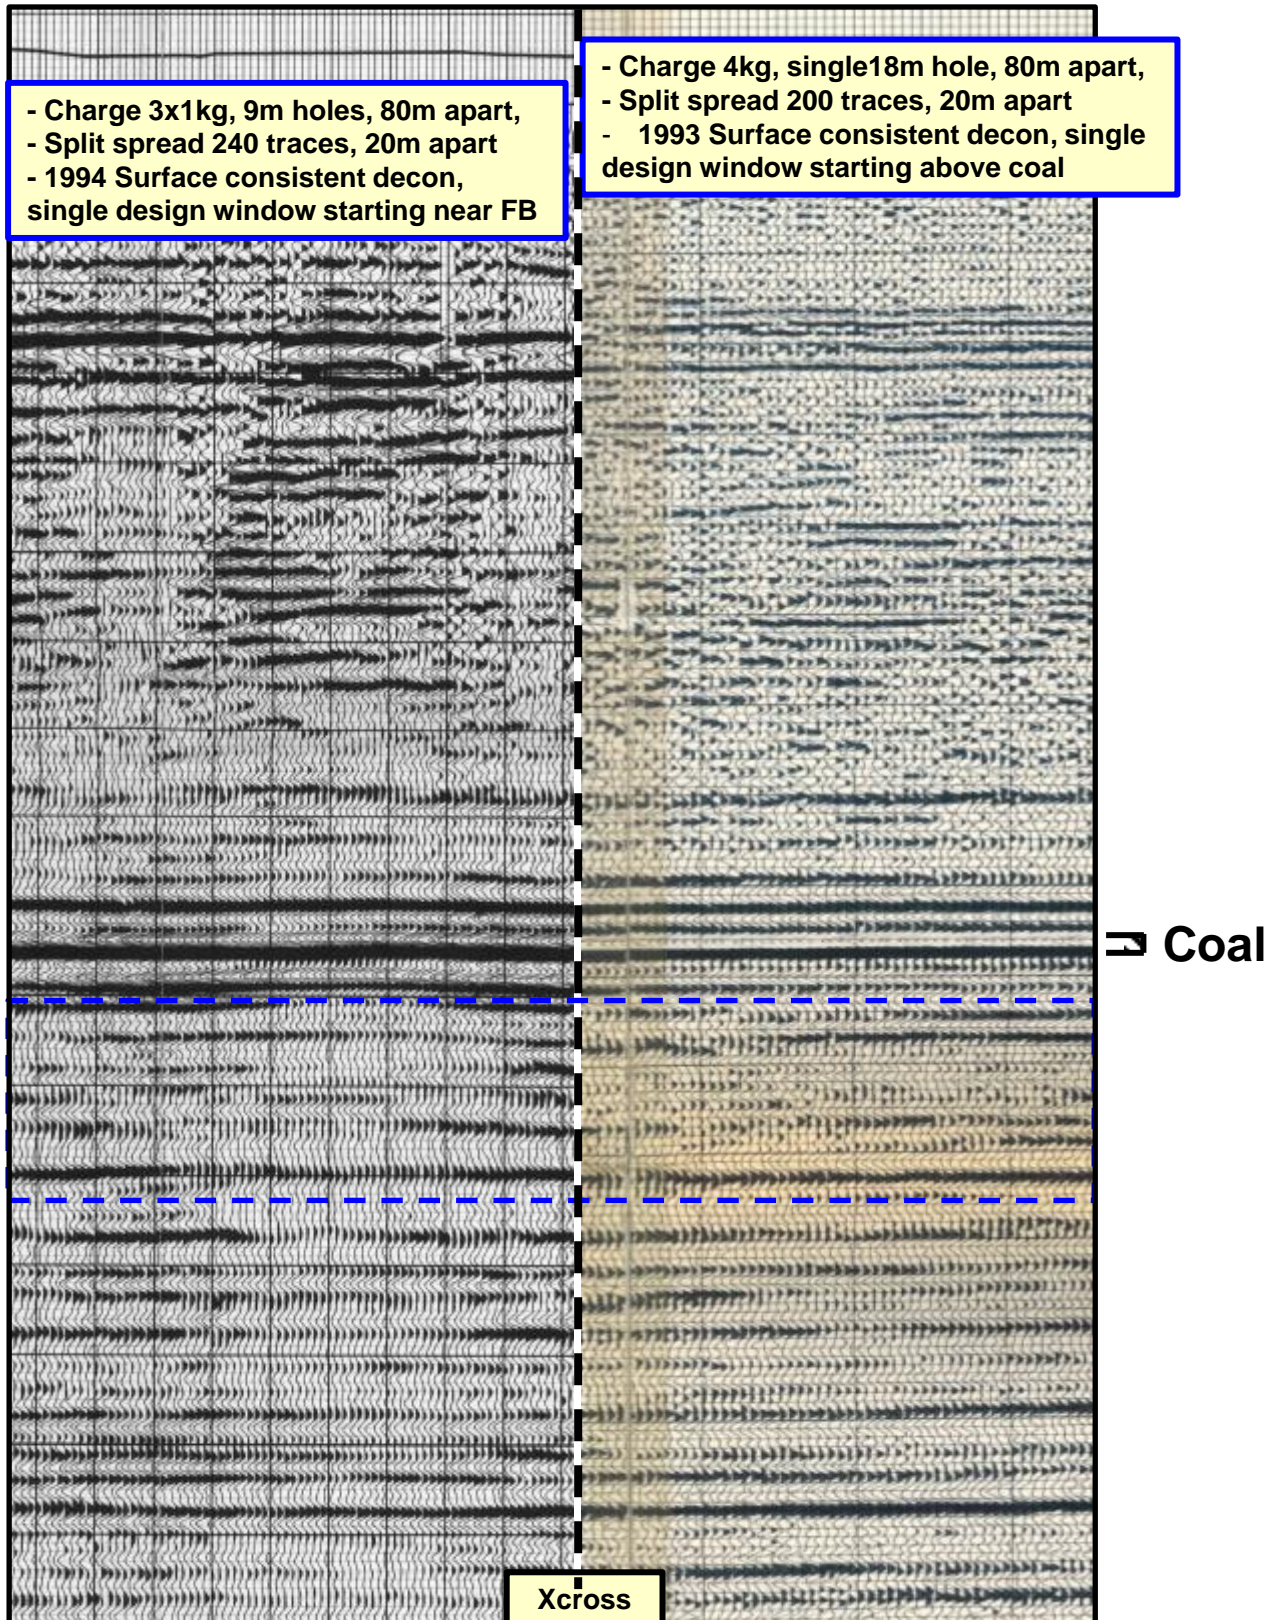 - Charge 3x1kg, 9m holes, 80m apart,
- Split spread 240 traces, 20m apart
- 1994 Surface consistent decon,
single design window starting near FB
- Charge 4kg, single18m hole, 80m apart,
- Split spread 200 traces, 20m apart
- 1993 Surface consistent decon, single
design window starting above coal
Coal
Xcross